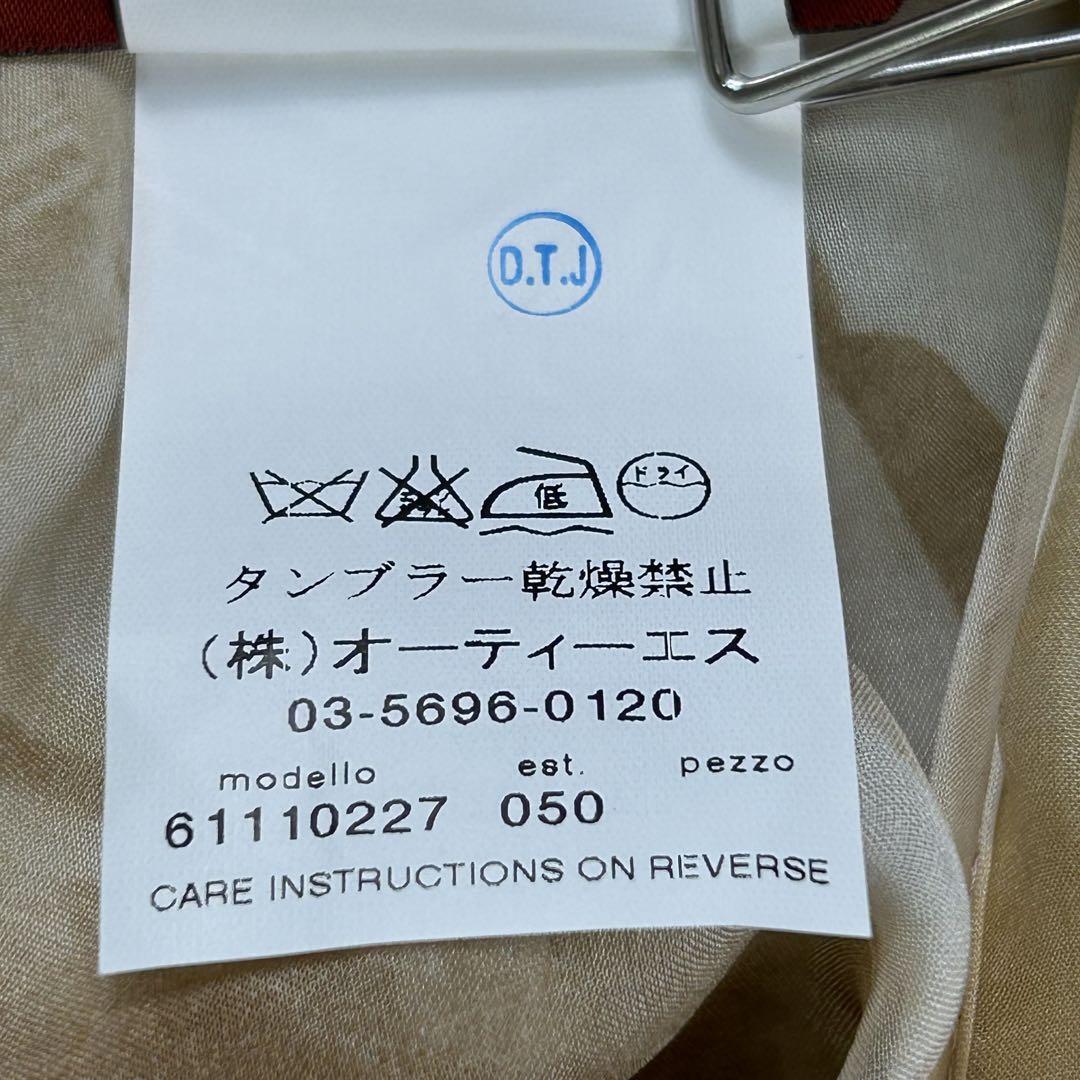 D.T.J
低 ドライ
タンブラー乾燥禁止
(株)オーティーエス
03-5696-0120
modello est. pezzo
61110227 050
CARE INSTRUCTIONS ON REVERSE